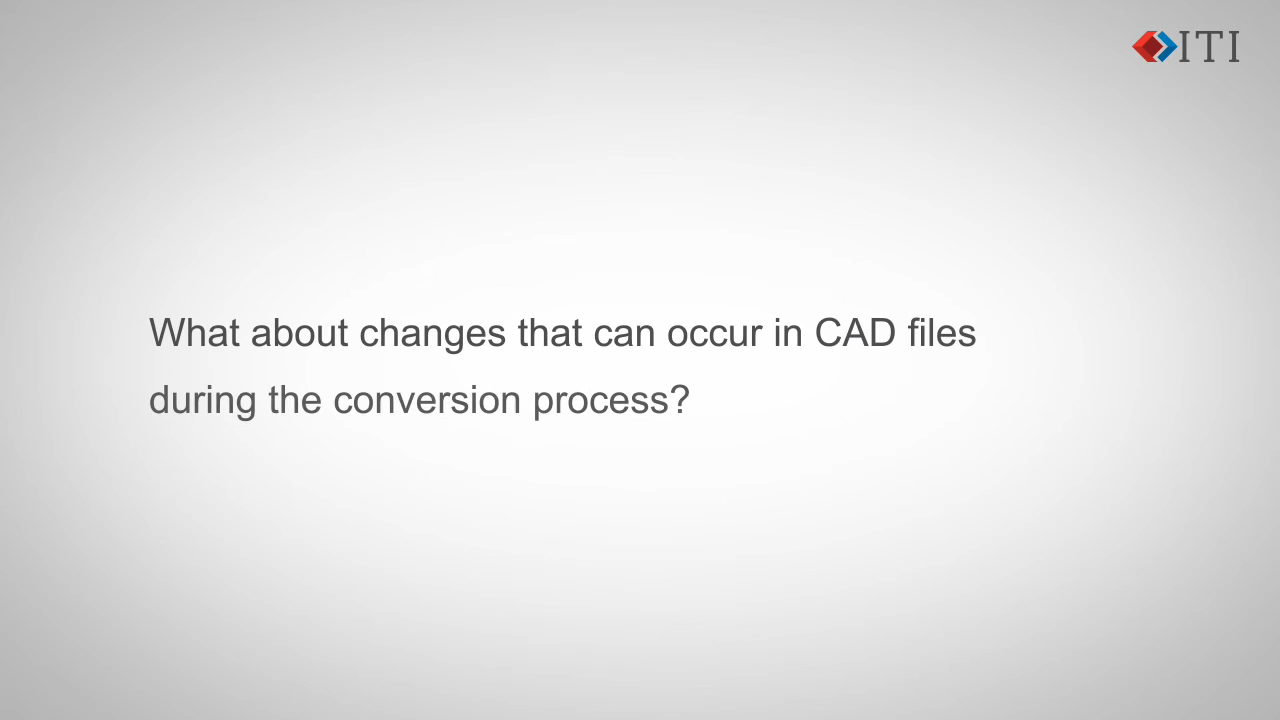 ITI
What about changes that can occur in CAD files
during the conversion process?